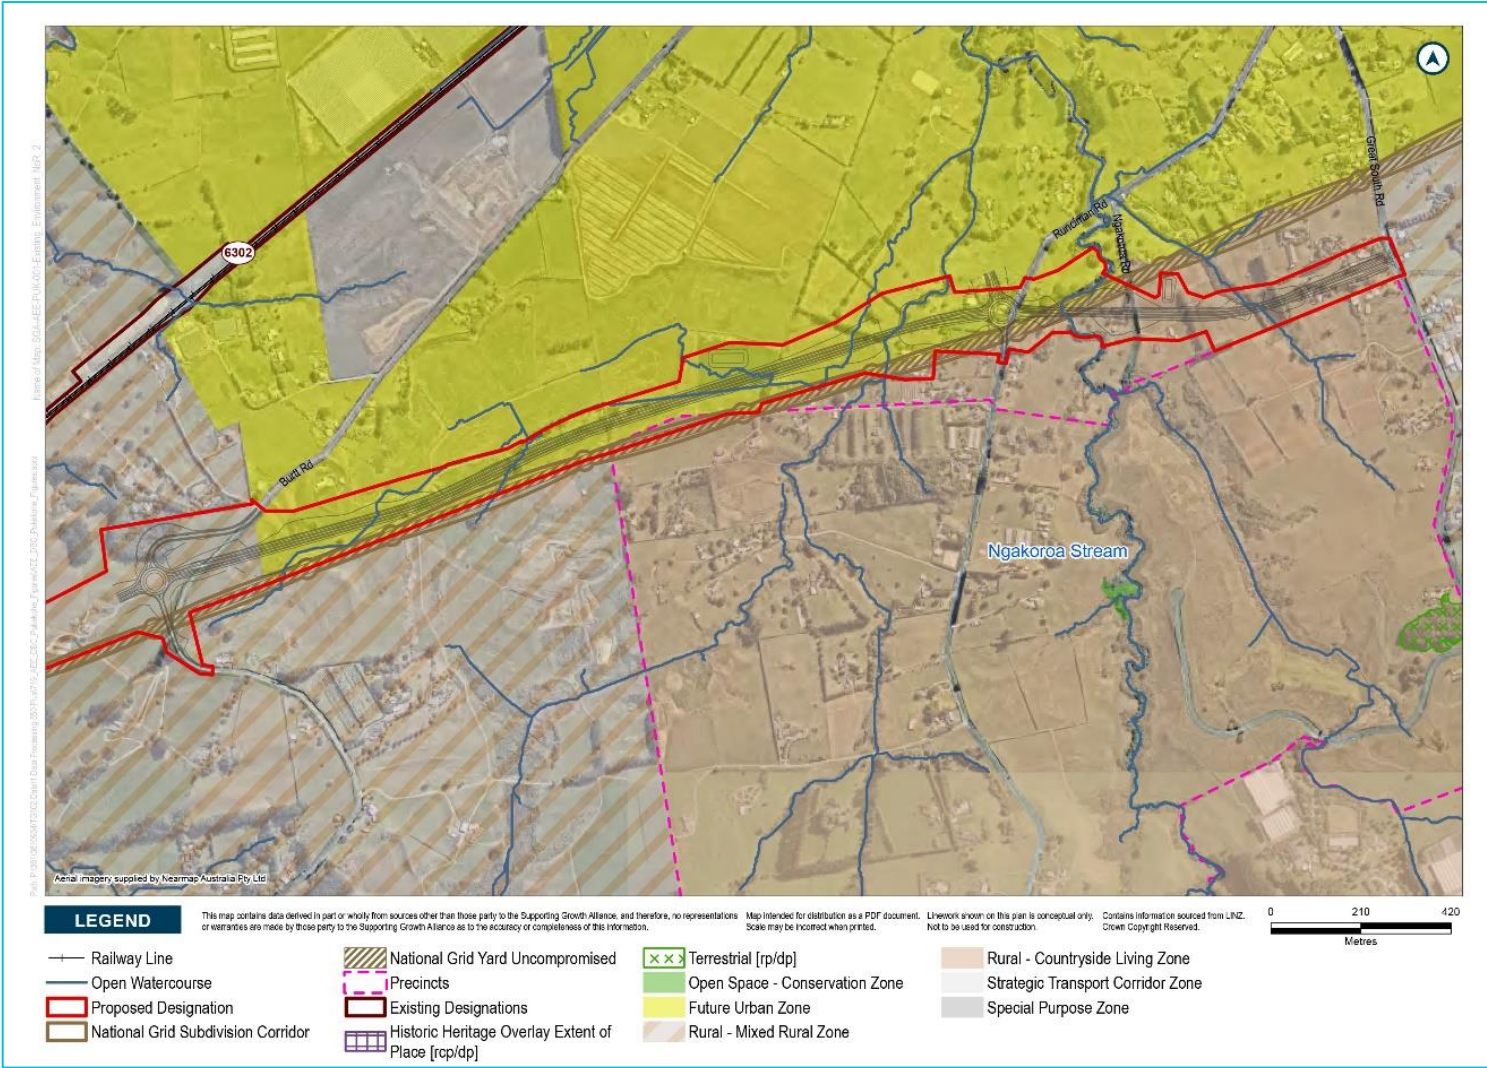 6302
Great South Rd
Runciman Rd
Ngakoroa Rd
Burtt Rd
Ngakoroa Stream
Aerial imagery supplied by Nearmap Australia Pty Ltd
LEGEND
This map contains data derived in part or wholly from sources other than those party to the Supporting Growth Alliance, and therefore, no representations
or warranties are made by those party to the Supporting Growth Alliance as to the accuracy or completeness of this information.
Map intended for distribution as a PDF document.
Scale may be incorrect when printed.
Linework shown on this plan is conceptual only.
Not to be used for construction.
Contains information sourced from LINZ.
Crown Copyright Reserved.
0 210 420
Metres
Railway Line
Open Watercourse
Proposed Designation
National Grid Subdivision Corridor
National Grid Yard Uncompromised
Precincts
Existing Designations
Historic Heritage Overlay Extent of
Place [rcp/dp]
Terrestrial [rp/dp]
Open Space - Conservation Zone
Future Urban Zone
Rural - Mixed Rural Zone
Rural - Countryside Living Zone
Strategic Transport Corridor Zone
Special Purpose Zone